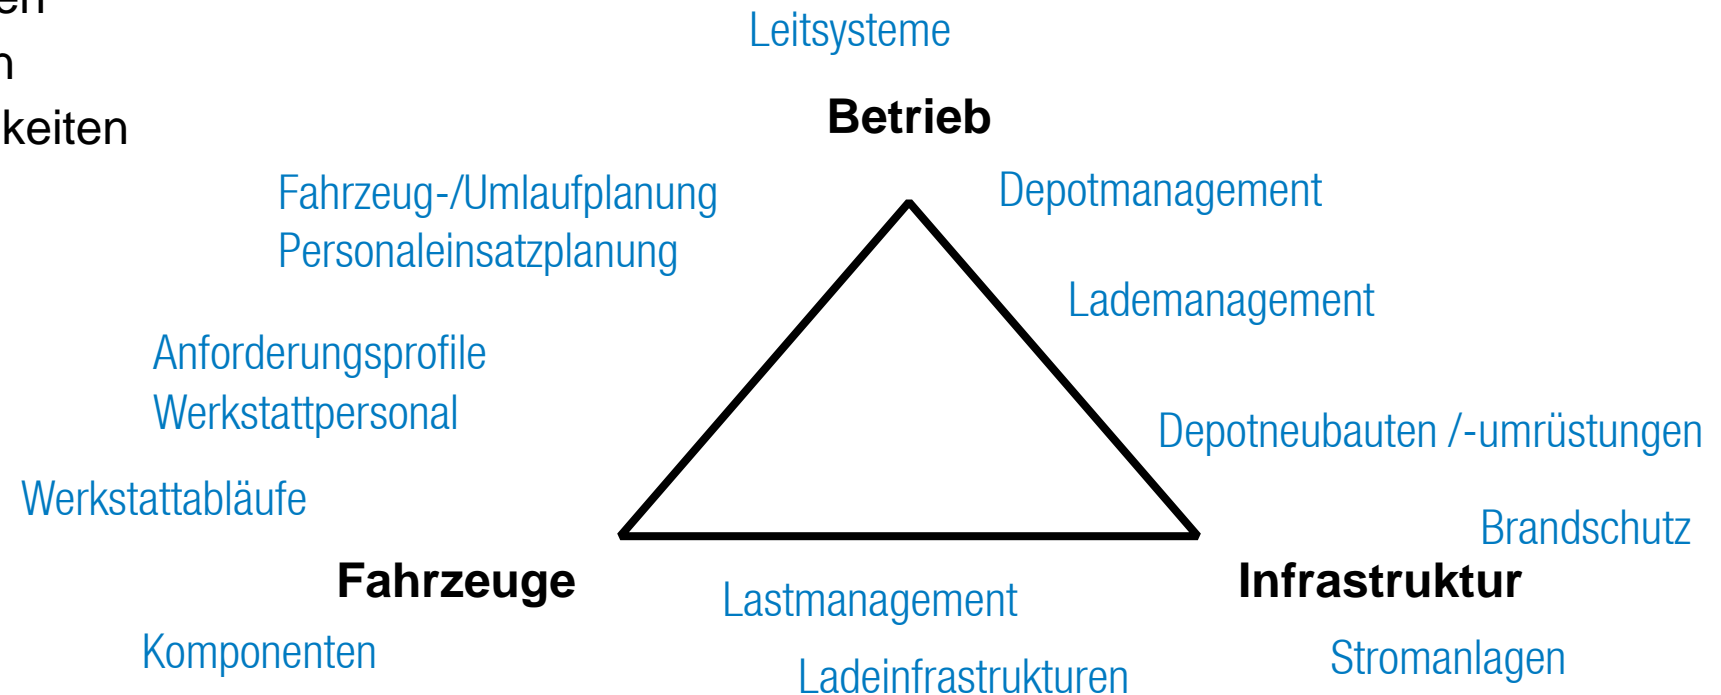 en
n
keiten
Leitsysteme
Betrieb
Fahrzeug-/Umlaufplanung
Personaleinsatzplanung
Depotmanagement
Lademanagement
Anforderungsprofile
Werkstattpersonal
Depotneubauten /-umrüstungen
Werkstattabläufe
Brandschutz
Fahrzeuge
Infrastruktur
Lastmanagement
Komponenten
Ladeinfrastrukturen
Stromanlagen